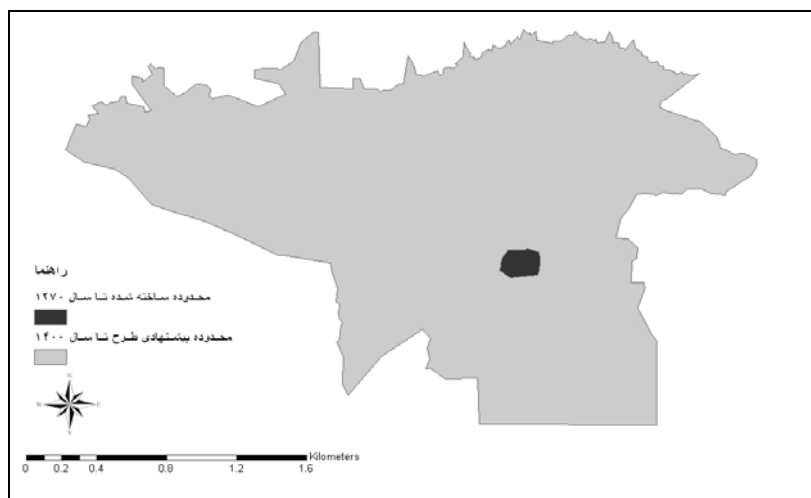 راهنما
محدوده ساخته شده تا سال ۱۲۷۰
محدوده پیشنهادی طرح تا سال ۱۴۰۰
N
W E
S
0 0.2 0.4 0.8 1.2 1.6 Kilometers